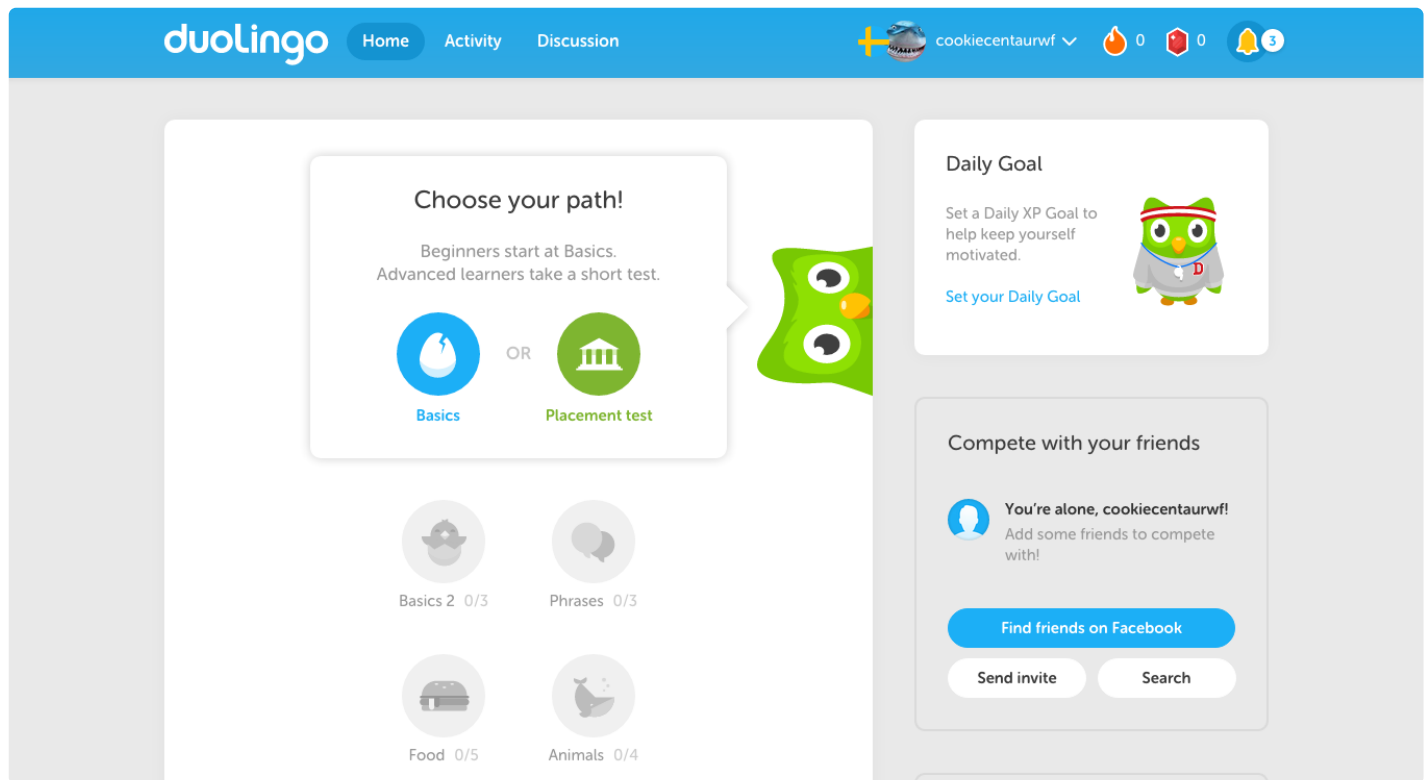 duolingo
Home Activity Discussion
cookiecentaurwf 0 0 3
Choose your path!
Beginners start at Basics.
Advanced learners take a short test.
OR
Basics Placement test
Basics 2 0/3 Phrases 0/3
Food 0/5 Animals 0/4
Daily Goal
Set a Daily XP Goal to
help keep yourself
motivated.
Set your Daily Goal
D
Compete with your friends
You're alone, cookiecentaurwf!
Add some friends to compete
with!
Find friends on Facebook
Send invite Search